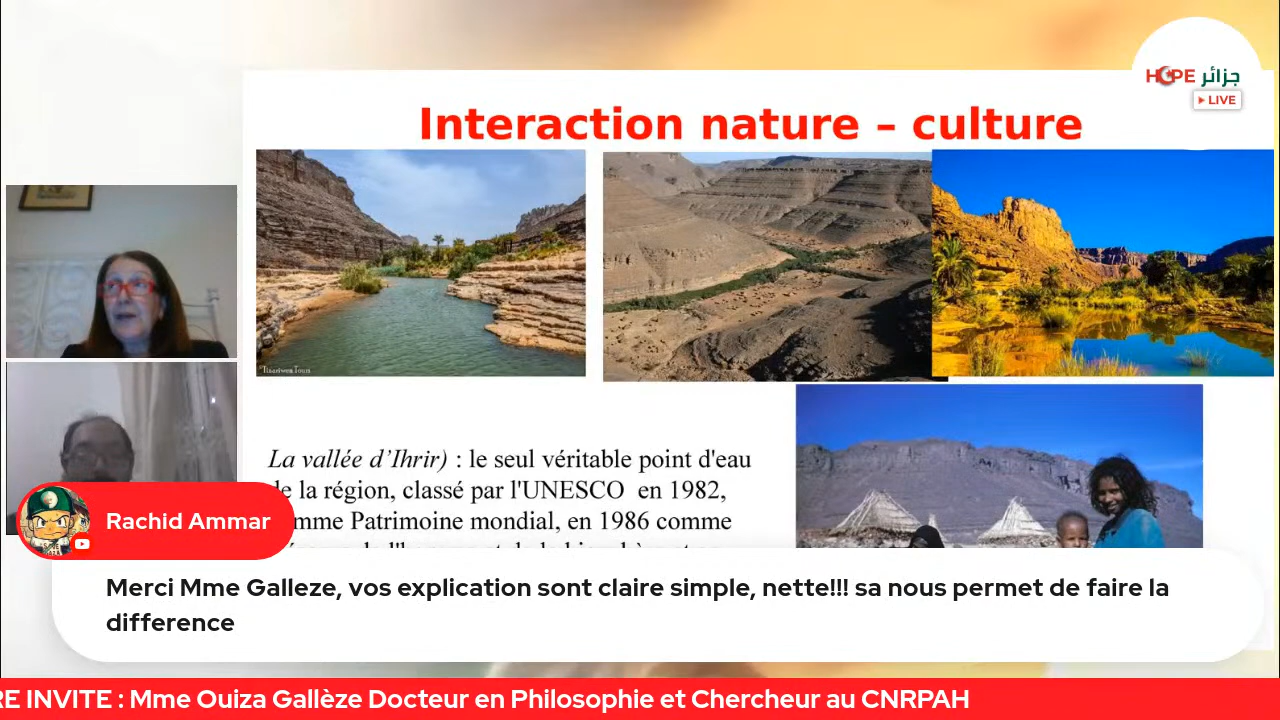 HOPE جزائر
LIVE
Interaction nature – culture
La vallée d’Ihrir) : le seul véritable point d'eau
de la région, classé par l'UNESCO en 1982,
comme Patrimoine mondial, en 1986 comme
Rachid Ammar
Merci Mme Galleze, vos explication sont claire simple, nette!!! sa nous permet de faire la
difference
RE INVITE : Mme Ouiza Gallèze Docteur en Philosophie et Chercheur au CNRPAH